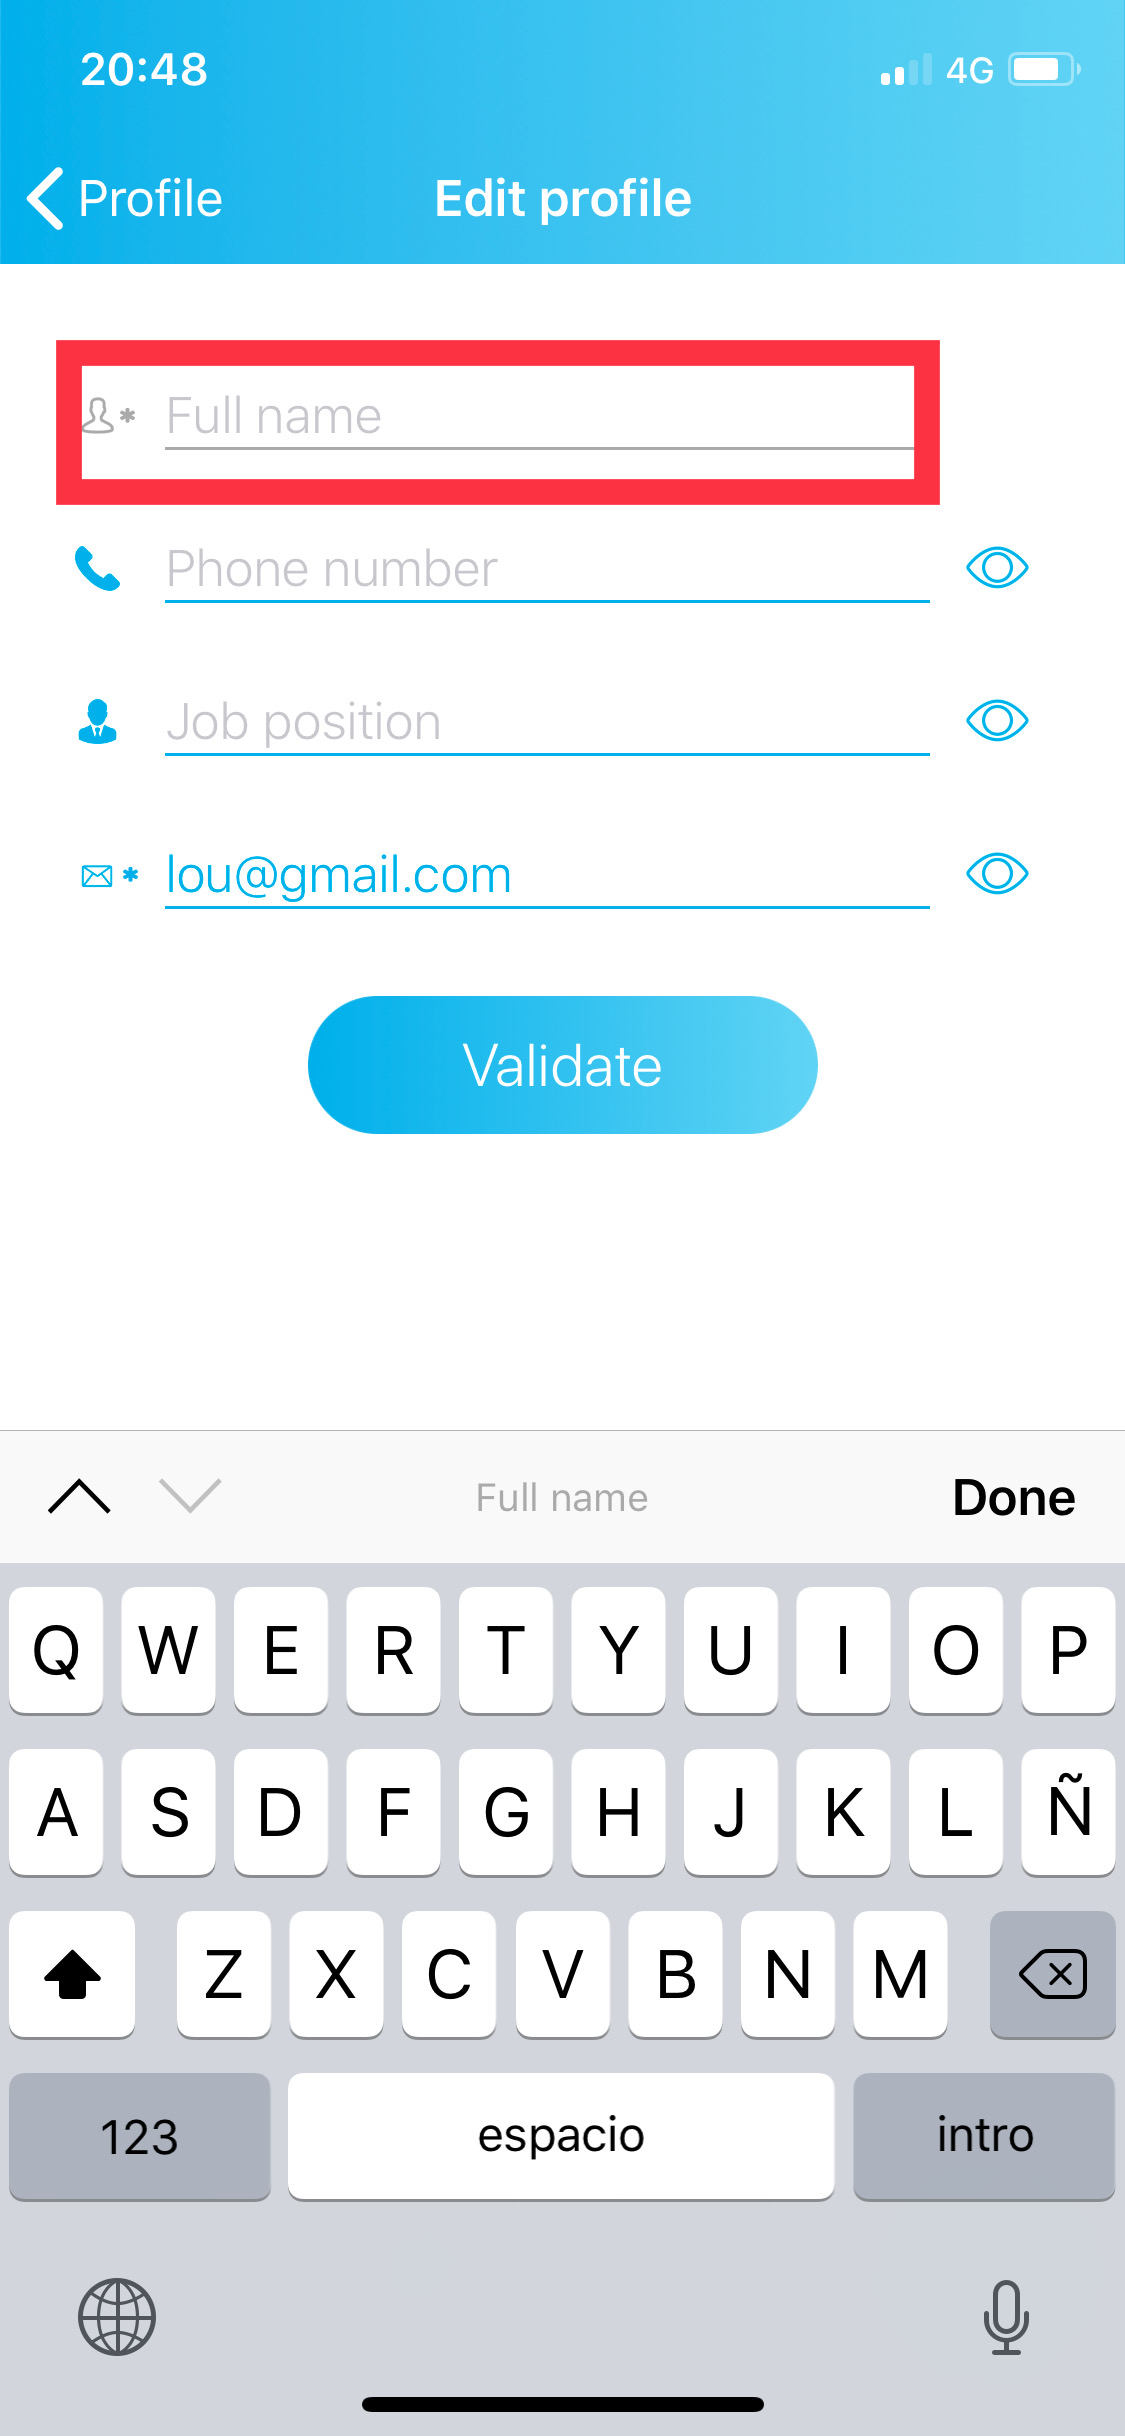 20:48 4G
Profile Edit profile
* Full name
Phone number
Job position
* lou@gmail.com
Validate
Full name Done
Q W E R T Y U I O P
A S D F G H J K L Ñ
Z X C V B N M
123 espacio intro